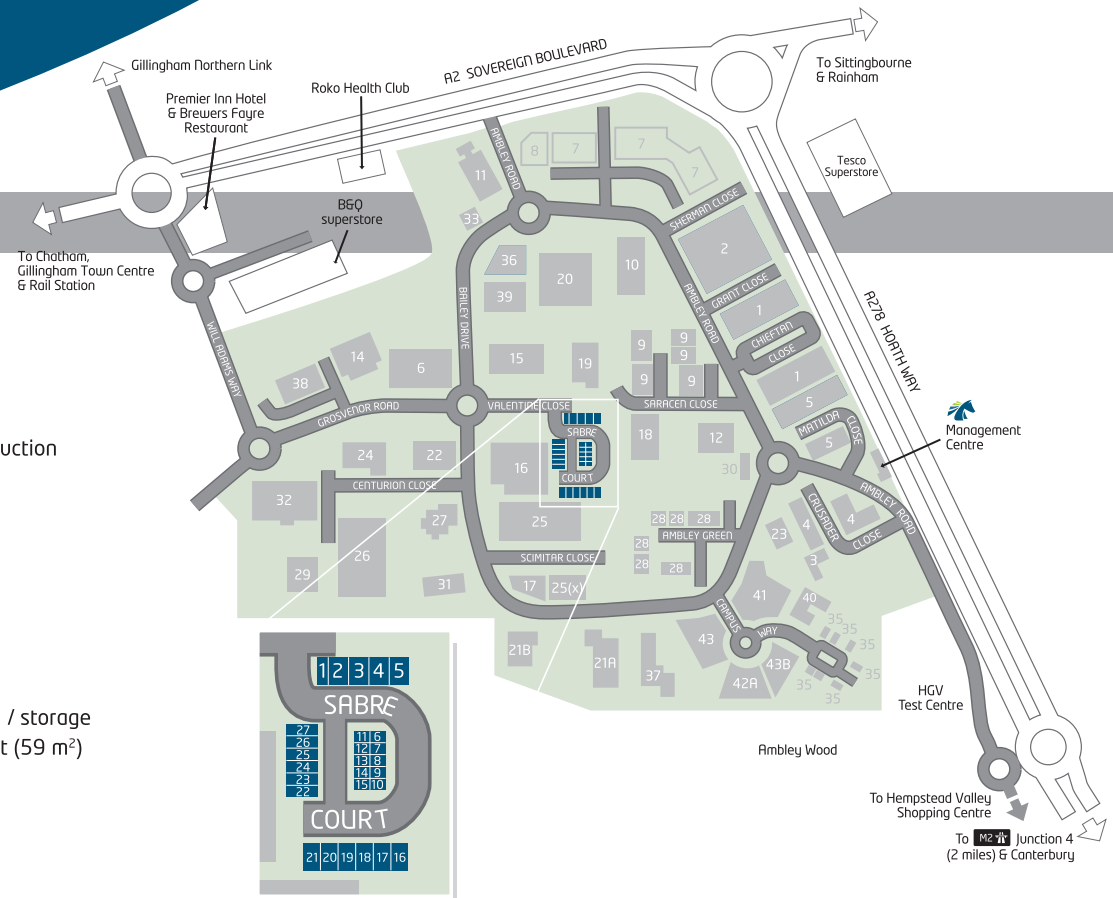 Gillingham Northern Link
A2 SOVEREIGN BOULEVARD
To Sittingbourne
& Rainham
Premier Inn Hotel
& Brewers Fayre
Restaurant
Roko Health Club
Tesco
Superstore
B&Q
superstore
To Chatham,
Gillingham Town Centre
& Rail Station
AMBLEY ROAD
11
8
7
7
7
33
SHERMAN CLOSE
2
36
20
10
39
GRANT CLOSE
1
AMBLEY ROAD
CHIEFTAN
CLOSE
A278 HORTH WAY
WILL ADAMS WAY
BAILEY DRIVE
14
6
15
19
9
9
9
9
9
1
5
38
GROSVENOR ROAD
VALENTINE CLOSE
SARACEN CLOSE
MATILDA
CLOSE
5
Management
Centre
SABRE
COURT
18
12
30
24
22
16
CENTURION CLOSE
32
27
26
25
AMBLEY ROAD
CRUSADER
CLOSE
4
4
23
3
28
28
28
AMBLEY GREEN
28
28
28
SCIMITAR CLOSE
29
31
17
25(x)
41
40
CAMPUS
WAY
35
35
35
35
35
35
43
43B
42A
21B
21A
37
uction
/ storage
t (59 m²)
1 2 3 4 5
SABRE
27
26
25
24
23
22
11 6
12 7
13 8
14 9
15 10
COURT
21 20 19 18 17 16
HGV
Test Centre
Ambley Wood
To Hempstead Valley
Shopping Centre
To M2 Junction 4
(2 miles) & Canterbury